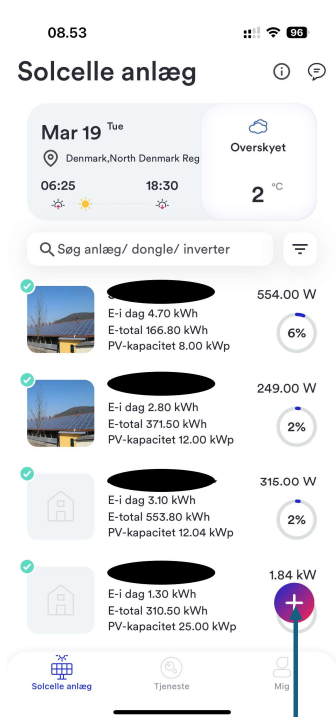 08.53
96
Solcelle anlæg
Mar 19 Tue
Denmark,North Denmark Reg
06:25
18:30
Overskyet
2 °C
Søg anlæg/ dongle/ inverter
554.00 W
E-i dag 4.70 kWh
E-total 166.80 kWh
PV-kapacitet 8.00 kWp
6%
249.00 W
E-i dag 2.80 kWh
E-total 371.50 kWh
PV-kapacitet 12.00 kWp
2%
315.00 W
E-i dag 3.10 kWh
E-total 553.80 kWh
PV-kapacitet 12.04 kWp
2%
1.84 kW
E-i dag 1.30 kWh
E-total 310.50 kWh
PV-kapacitet 25.00 kWp
Solcelle anlæg
Tjeneste
Mig